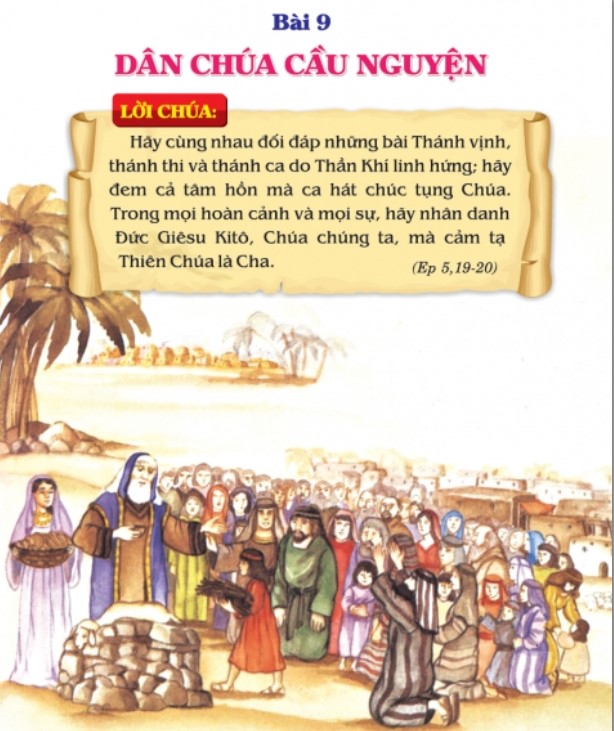 Bài 9
DÂN CHÚA CẦU NGUYỆN
LỜI CHÚA:
Hãy cùng nhau đối đáp những bài Thánh vịnh,
thánh thi và thánh ca do Thần Khí linh hứng; hãy
đem cả tâm hồn mà ca hát chúc tụng Chúa.
Trong mọi hoàn cảnh và mọi sự, hãy nhân danh
Đức Giêsu Kitô, Chúa chúng ta, mà cảm tạ
Thiên Chúa là Cha.
(Ep 5,19-20)